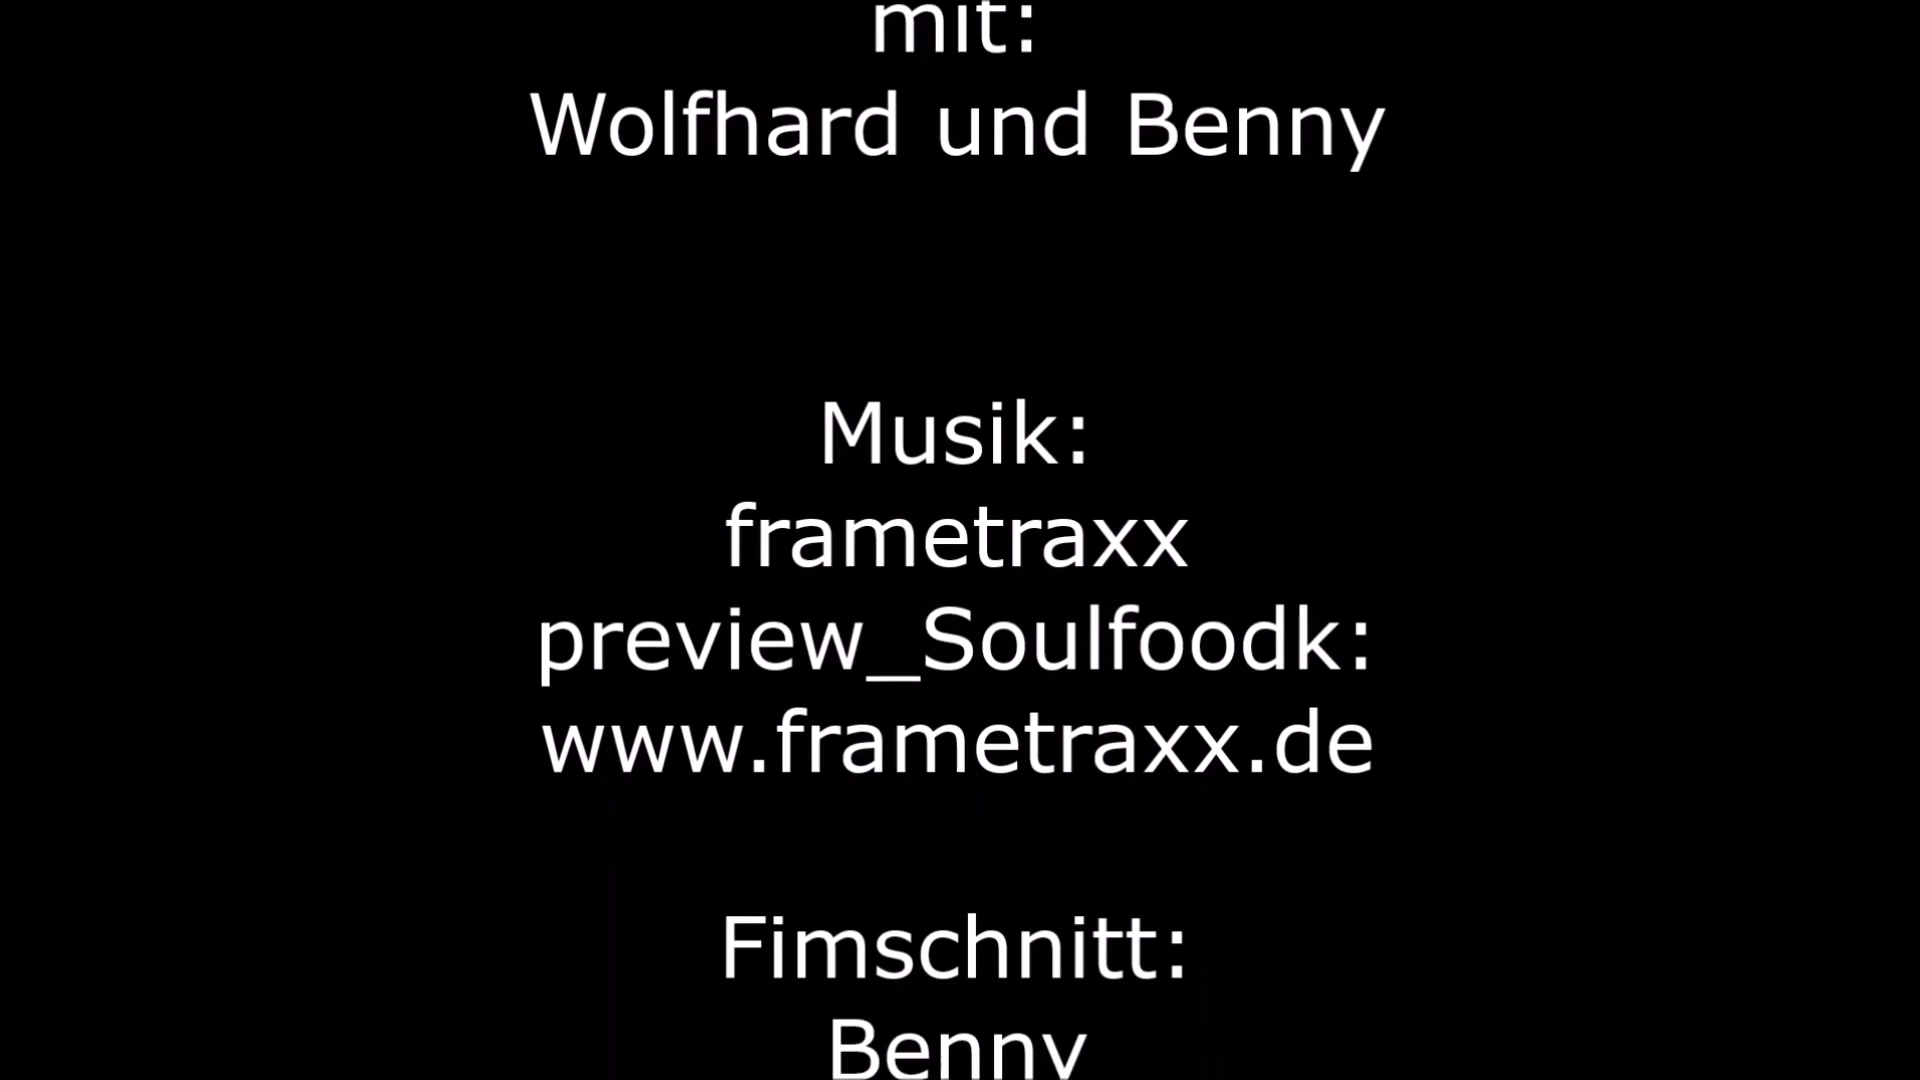 mit:
Wolfhard und Benny
Musik:
frametraxx
preview_Soulfoodk:
www.frametraxx.de
Fimschnitt:
Benny